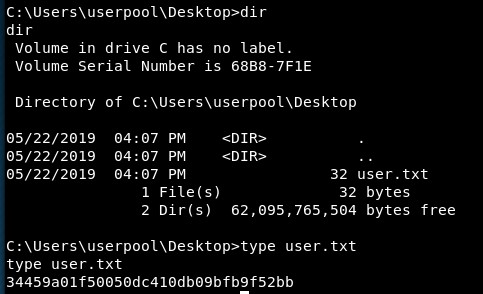 C:\Users\userpool\Desktop>dir
dir
 Volume in drive C has no label.
 Volume Serial Number is 68B8-7F1E

 Directory of C:\Users\userpool\Desktop

05/22/2019  04:07 PM    <DIR>          .
05/22/2019  04:07 PM    <DIR>          ..
05/22/2019  04:07 PM                32 user.txt
               1 File(s)             32 bytes
               2 Dir(s)  62,095,765,504 bytes free

C:\Users\userpool\Desktop>type user.txt
type user.txt
34459a01f50050dc410db09bfb9f52bb